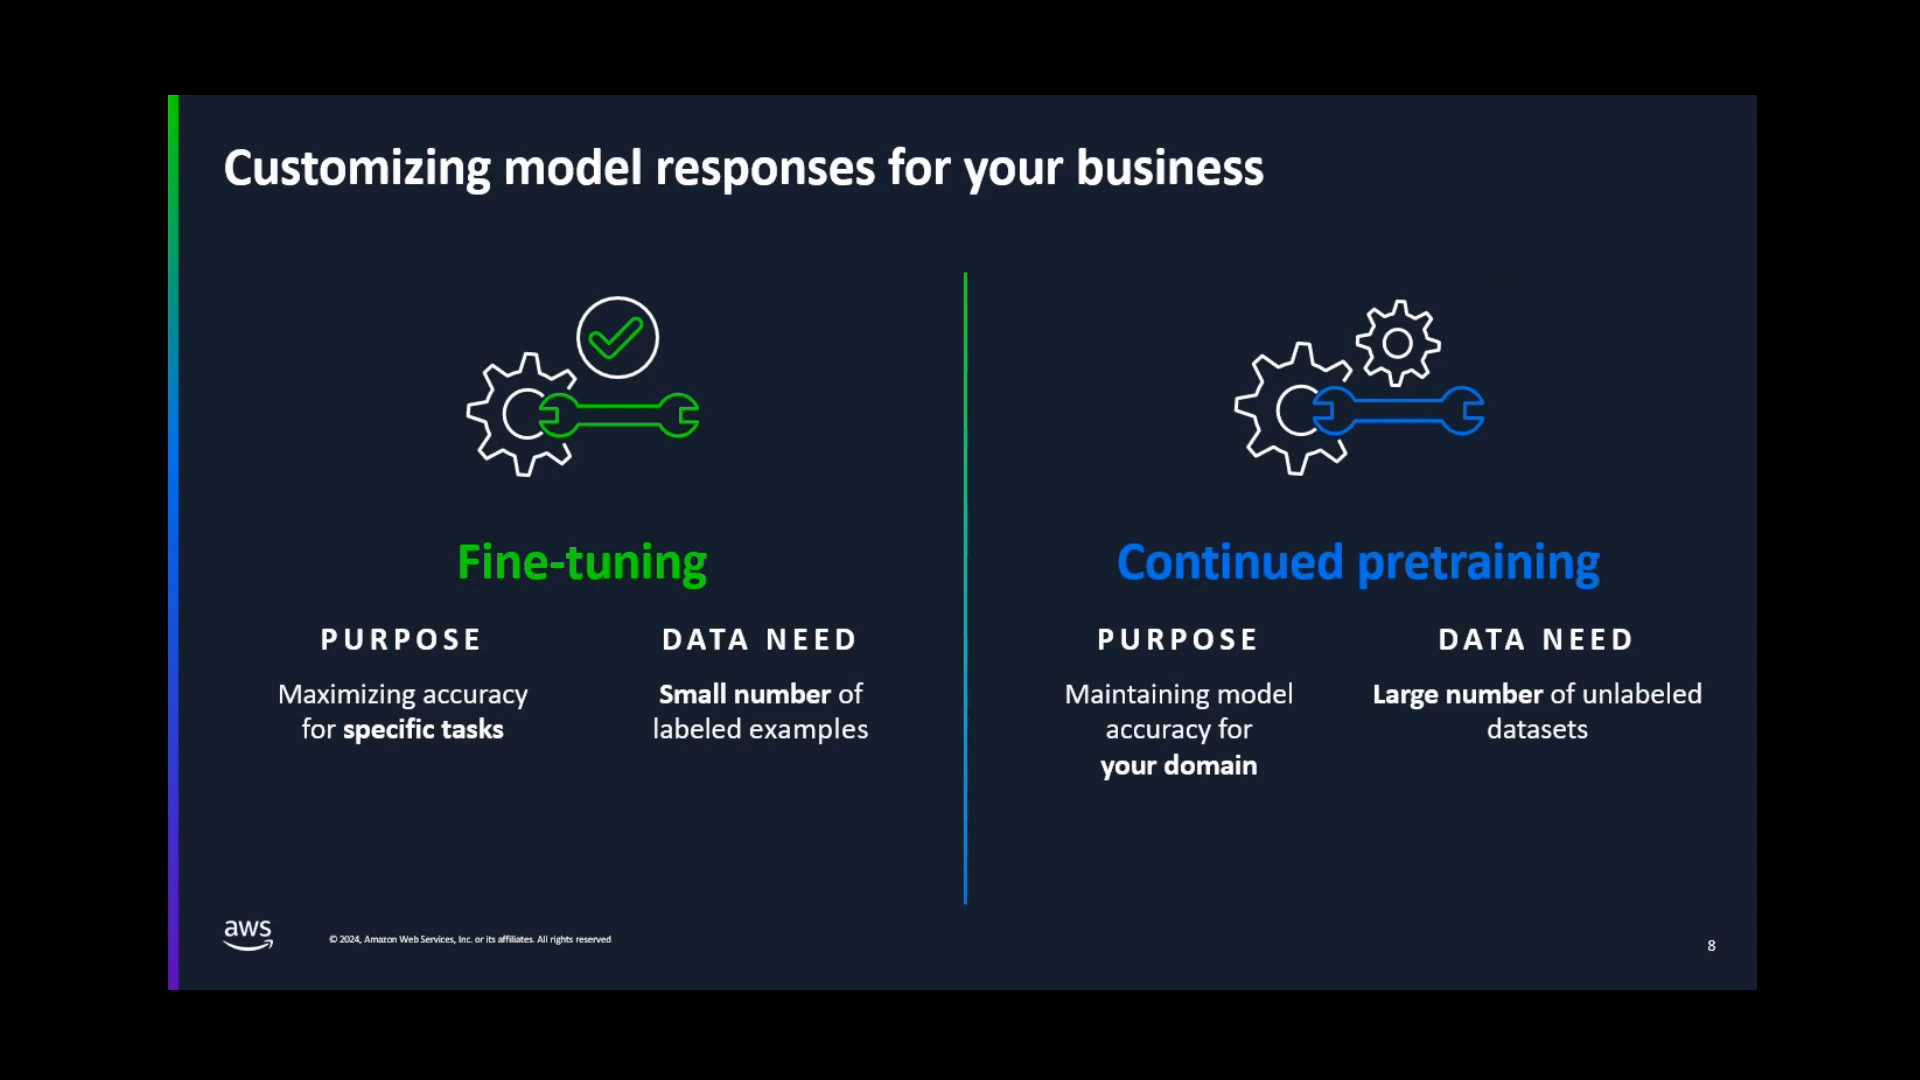 Customizing model responses for your business
Fine-tuning
PURPOSE
Maximizing accuracy
for specific tasks
DATA NEED
Small number of
labeled examples
Continued pretraining
PURPOSE
Maintaining model
accuracy for
your domain
DATA NEED
Large number of unlabeled
datasets
aws
© 2024, Amazon Web Services, Inc. or its affiliates. All rights reserved
8